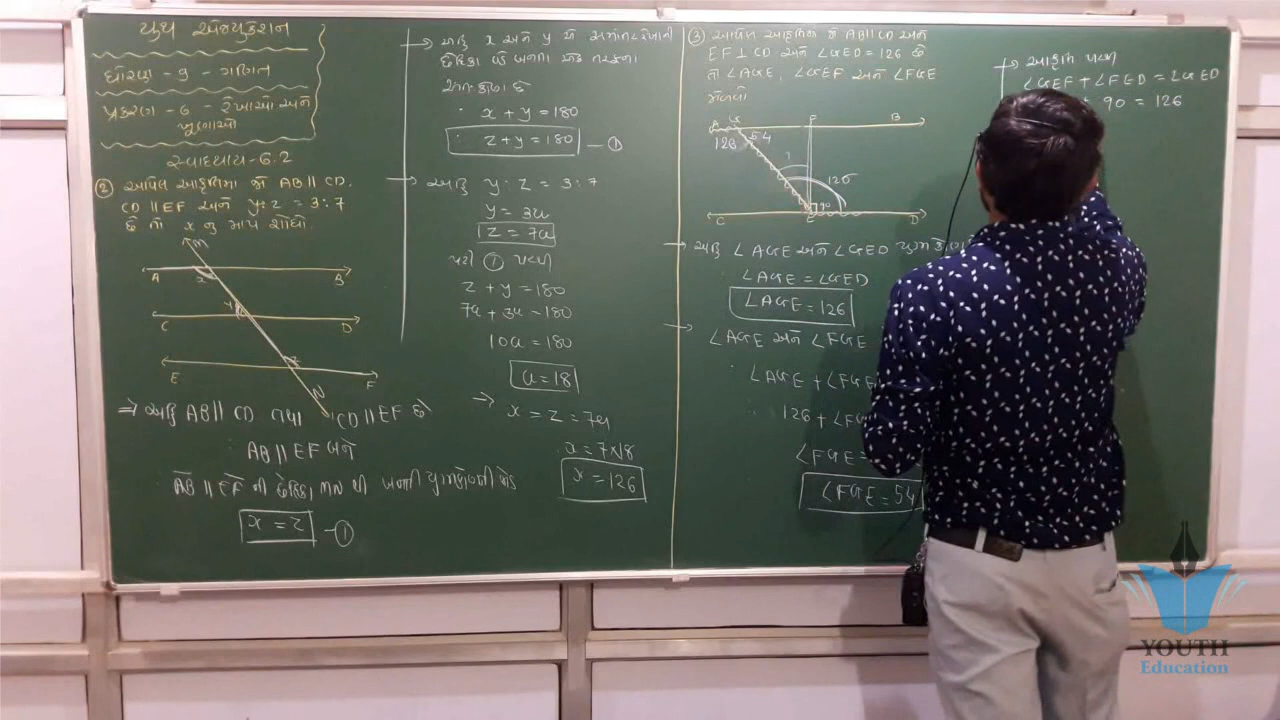 યુથ એજ્યુકેશન
ધોરણ - 9 - ગણિત
પ્રકરણ - 6 - રેખાઓ અને
ખૂણાઓ
સ્વાધ્યાય - 6.2
② આપેલ આકૃતિમાં જો AB || CD,
CD || EF અને y:z = 3:7
છે તો x નું માપ શોધો.
M
A
x
B
C
y
D
E
z
F
N
⇒ અહીં AB || CD તથા CD || EF છે
∴ AB || EF બને
x = z — ①
→ અહીં x અને y એ
અંતઃકોણો છે
∴ x + y = 180
∴ z + y = 180 — ①
→ અહીં y : z = 3 : 7
y = 3a
z = 7a
① પરથી
z + y = 180
7a + 3a = 180
10a = 180
a = 18
→ x = z = 7a
x = 7×18
x = 126
③ આપેલ આકૃતિમાં જો AB || CD અને
EF ⊥ CD અને ∠GED = 126 છે
તો ∠AGE, ∠GEF અને ∠FGE
મેળવો
A G F B
126 54
?
126
90
C E D
→ અહીં ∠AGE અને ∠GED
∠AGE = ∠GED
∠AGE = 126
→ ∠AGE અને ∠FGE
∴ ∠AGE + ∠FGE
∴ 126 +
∠FGE =
∠FGE = 54
→ આકૃતિ પરથી
∠GEF + ∠FED = ∠GED
90 = 126
YOUTH
Education